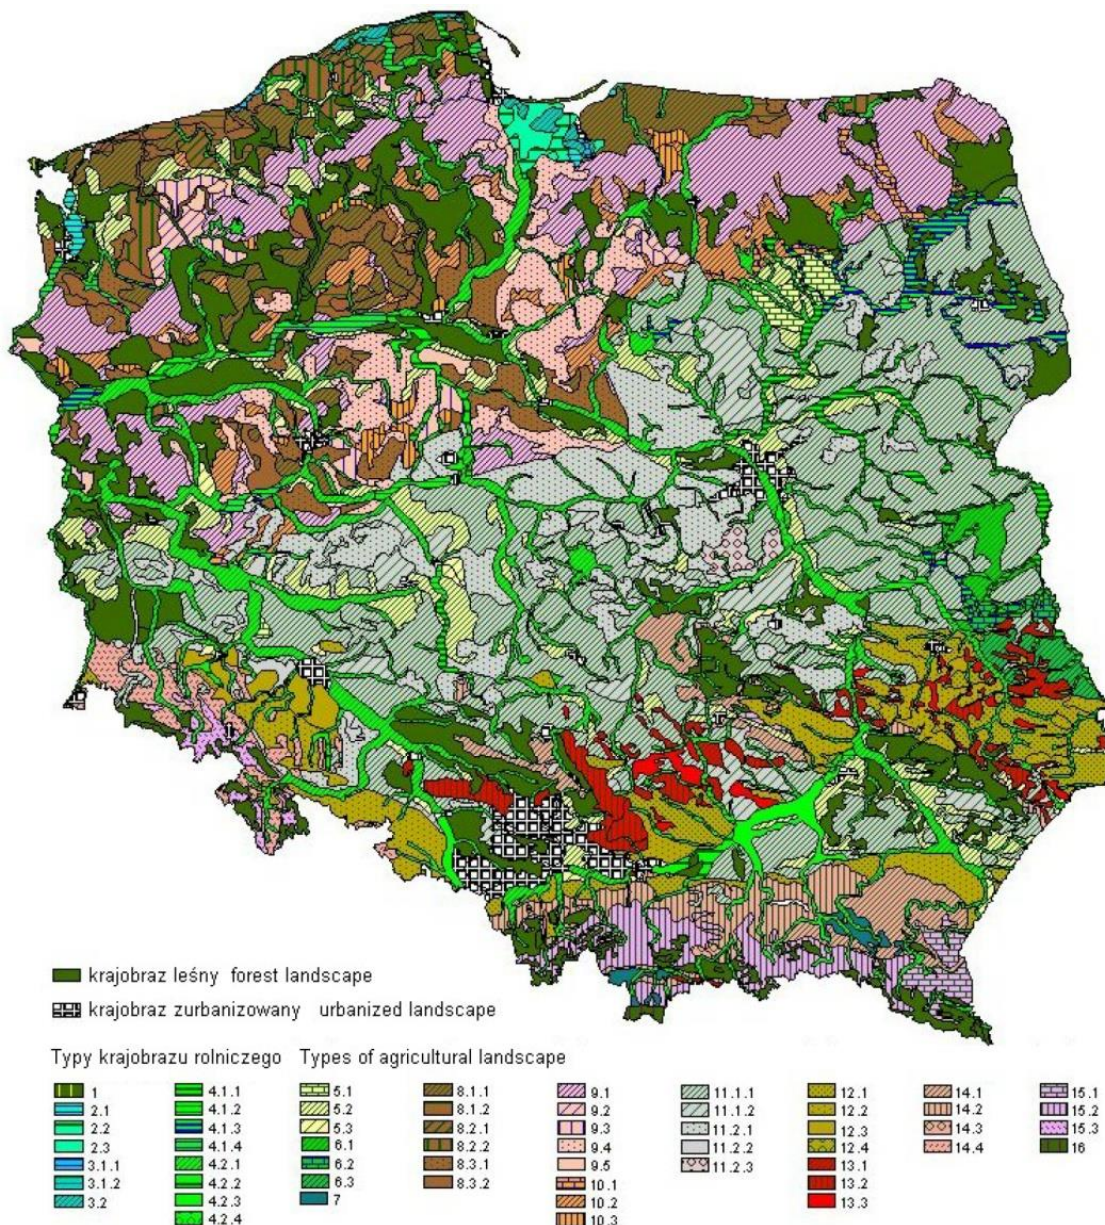 krajobraz leśny forest landscape
krajobraz zurbanizowany urbanized landscape
Typy krajobrazu rolniczego Types of agricultural landscape
1 4.1.1 5.1 8.1.1 9.1 11.1.1 12.1 14.1 15.1
2.1 4.1.2 5.2 8.1.2 9.2 11.1.2 12.2 14.2 15.2
2.2 4.1.3 5.3 8.2.1 9.3 11.2.1 12.3 14.3 15.3
2.3 4.1.4 6.1 8.2.2 9.4 11.2.2 12.4 14.4 16
3.1.1 4.2.1 6.2 8.3.1 9.5 11.2.3 13.1
3.1.2 4.2.2 6.3 8.3.2 10.1 13.2
3.2 4.2.3 7 10.2 13.3
4.2.4 10.3